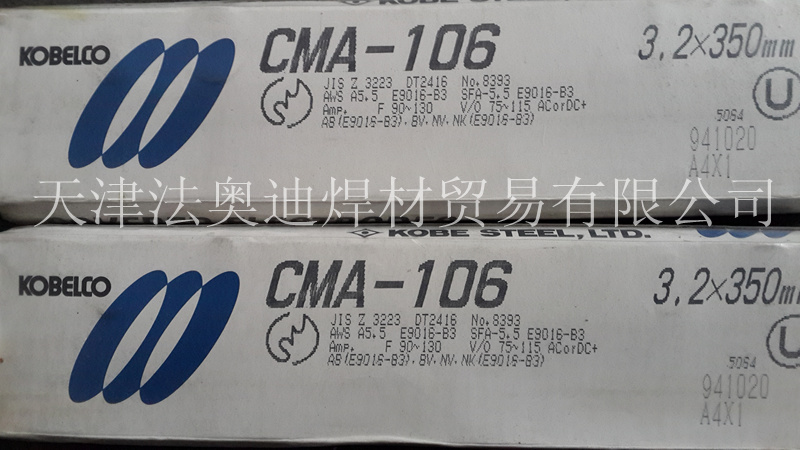 KOBE STEEL, LTD.
KOBELCO
CMA-106
3.2×350mm
JIS Z 3223 DT2416 No.8393
AWS A5.5 E9016-B3 SFA-5.5 E9016-B3
Amp. F 90~130 V/O 75~115 ACorDC+
AB(E9016-B3), BV, NV, NK(E9016-B3)
U
5064
941020
A4X1
天津法奥迪焊材贸易有限公司
KOBE STEEL, LTD.
KOBELCO
CMA-106
3.2×350mm
JIS Z 3223 DT2416 No.8393
AWS A5.5 E9016-B3 SFA-5.5 E9016-B3
Amp. F 90~130 V/O 75~115 ACorDC+
AB(E9016-B3), BV, NV, NK(E9016-B3)
U
5064
941020
A4X1